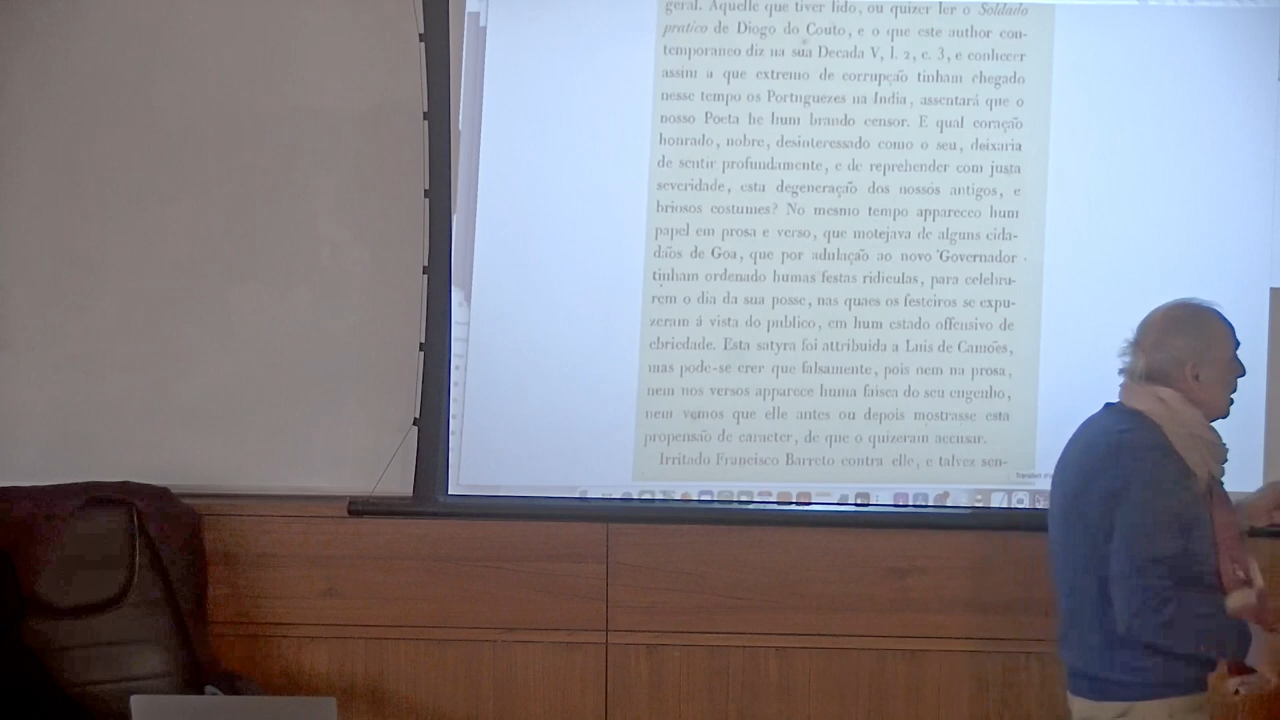 geral. Aquelle que tiver lido, ou quizer ler o Soldado
pratico de Diogo do Couto, e o que este author con-
temporaneo diz na sua Decada V, l. 2, c. 3, e conhecer
assim a que extremo de corrupção tinham chegado
nesse tempo os Portuguezes na India, assentará que o
nosso Poeta he hum brando censor. E qual coração
honrado, nobre, desinteressado como o seu, deixaria
de sentir profundamente, e de reprehender com justa
severidade, esta degeneração dos nossos antigos, e
briosos costumes? No mesmo tempo appareceo hum
papel em prosa e verso, que motejava de alguns cida-
dãos de Goa, que por adulação ao novo Governador
tinham ordenado humas festas ridiculas, para celebra-
rem o dia da sua posse, nas quaes os festeiros se expu-
zeram á vista do publico, em hum estado offensivo de
ebriedade. Esta satyra foi attribuida a Luis de Camões,
mas pode-se crer que falsamente, pois nem na prosa,
nem nos versos apparece huma faisca do seu engenho,
nem vemos que elle antes ou depois mostrasse esta
propensão de caracter, de que o quizeram accusar.
Irritado Francisco Barreto contra elle, e talvez sen-